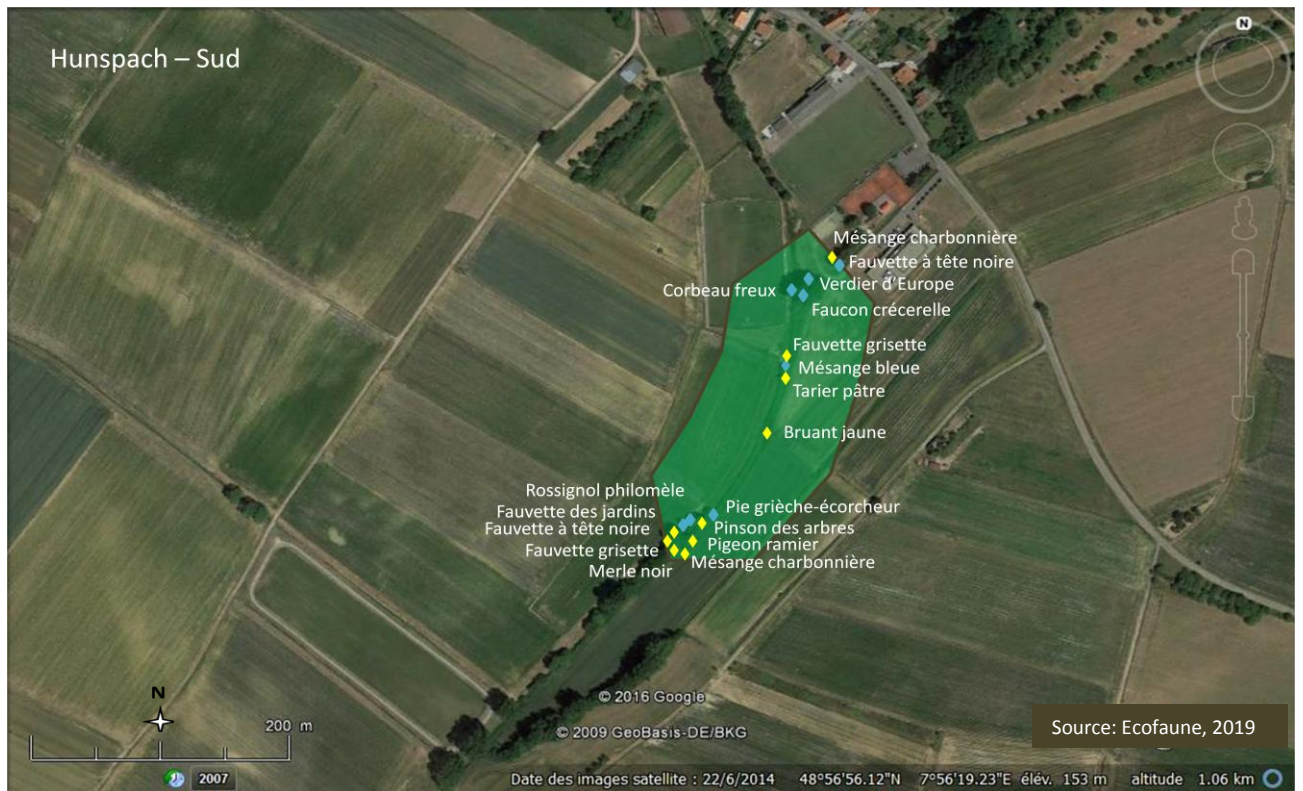 Hunspach – Sud
N
Mésange charbonnière
Fauvette à tête noire
Verdier d'Europe
Corbeau freux
Faucon crécerelle
Fauvette grisette
Mésange bleue
Tarier pâtre
Bruant jaune
Rossignol philomèle
Fauvette des jardins
Pie grièche-écorcheur
Fauvette à tête noire
Pinson des arbres
Fauvette grisette
Pigeon ramier
Merle noir
Mésange charbonnière
N
200 m
© 2016 Google
© 2009 GeoBasis-DE/BKG
Source: Ecofaune, 2019
2007
Date des images satellite : 22/6/2014 48°56'56.12"N 7°56'19.23"E élév. 153 m altitude 1.06 km